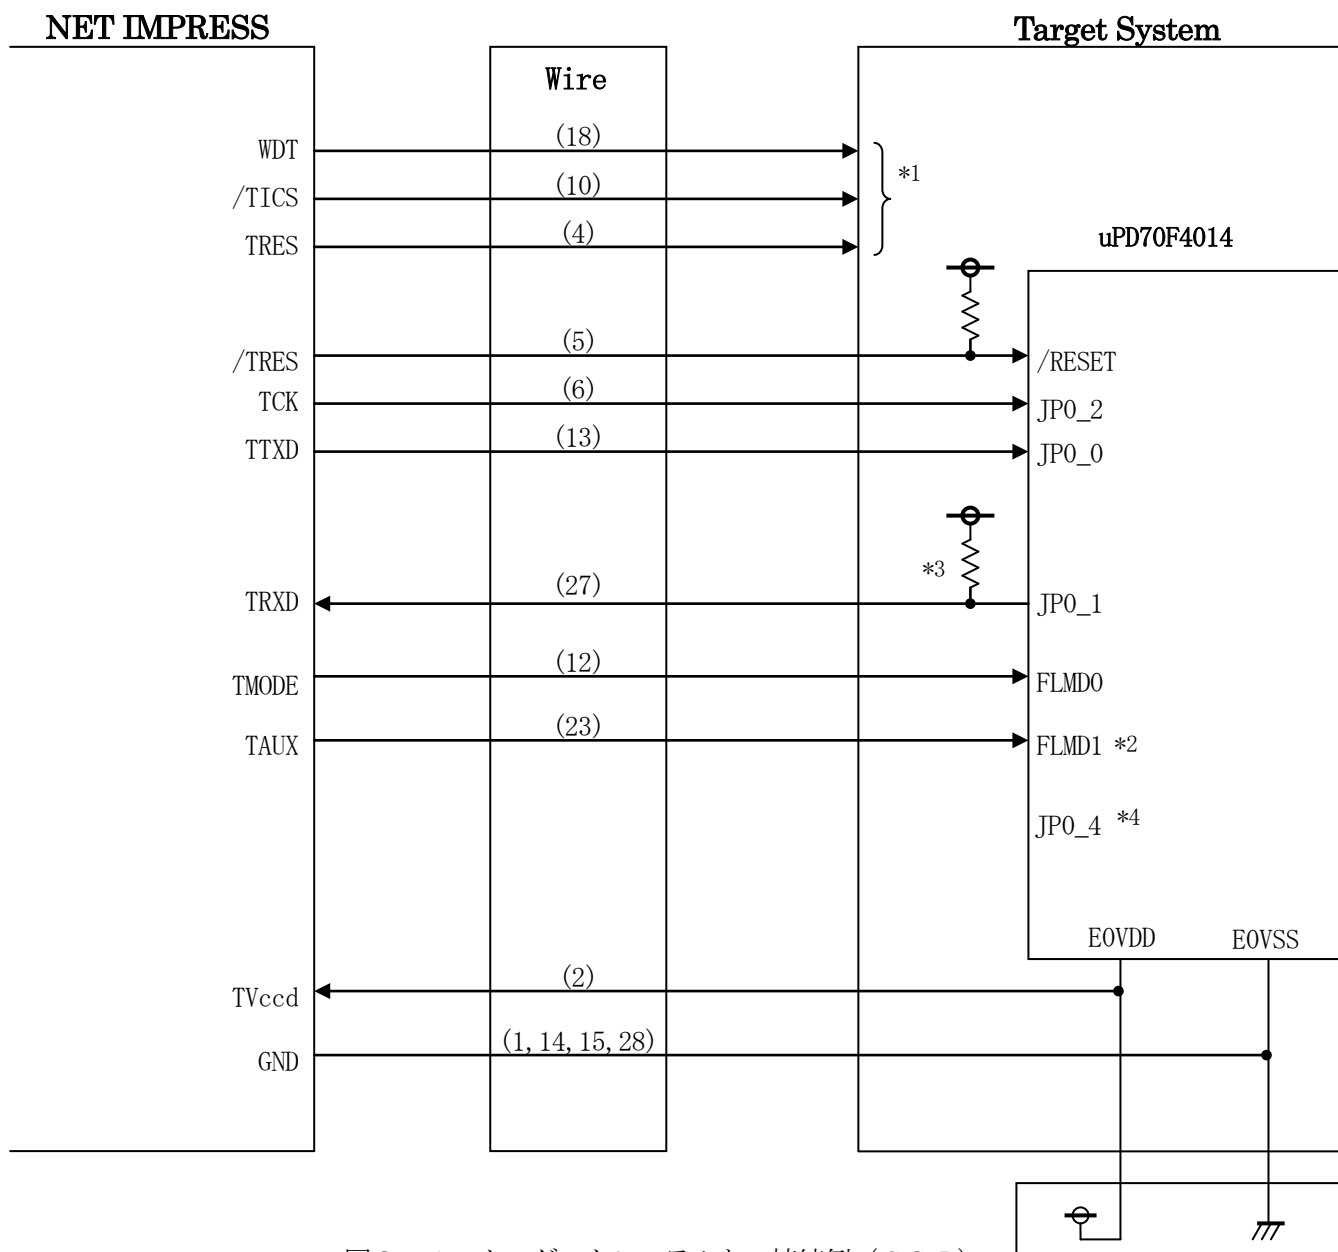 NET IMPRESS
Target System
Wire
WDT
(18)
*1
/TICS
(10)
TRES
(4)
uPD70F4014
/TRES
(5)
/RESET
TCK
(6)
JP0_2
TTXD
(13)
JP0_0
*3
TRXD
(27)
JP0_1
TMODE
(12)
FLMD0
TAUX
(23)
FLMD1 *2
JP0_4 *4
E0VDD
E0VSS
TVccd
(2)
GND
(1,14,15,28)